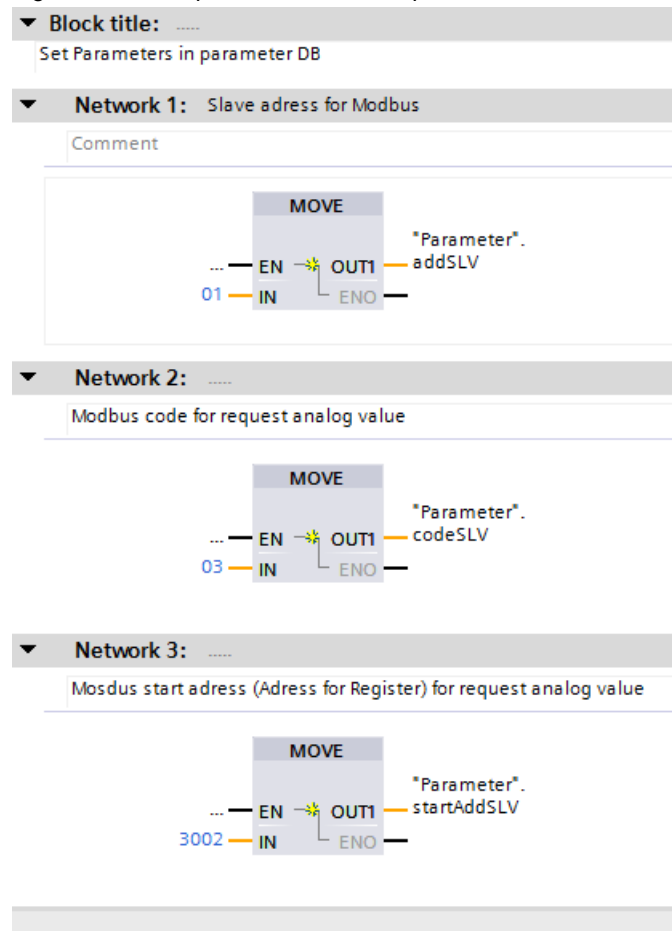 Block title: .....
Set Parameters in parameter DB
Network 1: Slave adress for Modbus
Comment
MOVE
"Parameter".
... EN OUT1 addSLV
01 IN ENO
Network 2: .....
Modbus code for request analog value
MOVE
"Parameter".
... EN OUT1 codeSLV
03 IN ENO
Network 3: .....
Mosdus start adress (Adress for Register) for request analog value
MOVE
"Parameter".
... EN OUT1 startAddSLV
3002 IN ENO